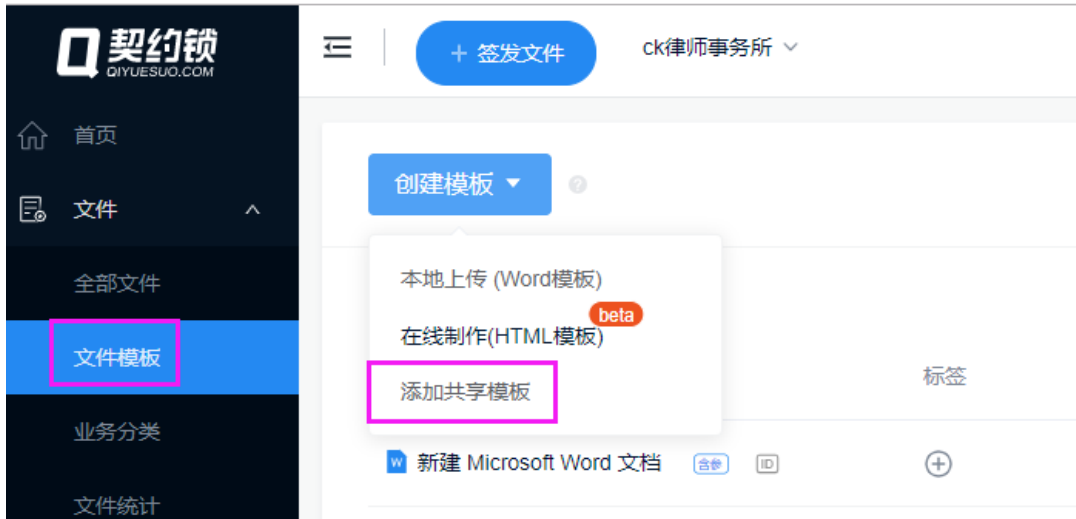 契约锁
QIYUESUO.COM
+ 签发文件
ck律师事务所
首页
文件
全部文件
文件模板
业务分类
文件统计
创建模板
?
本地上传 (Word模板)
beta
在线制作(HTML模板)
添加共享模板
标签
W 新建 Microsoft Word 文档 含参 ID